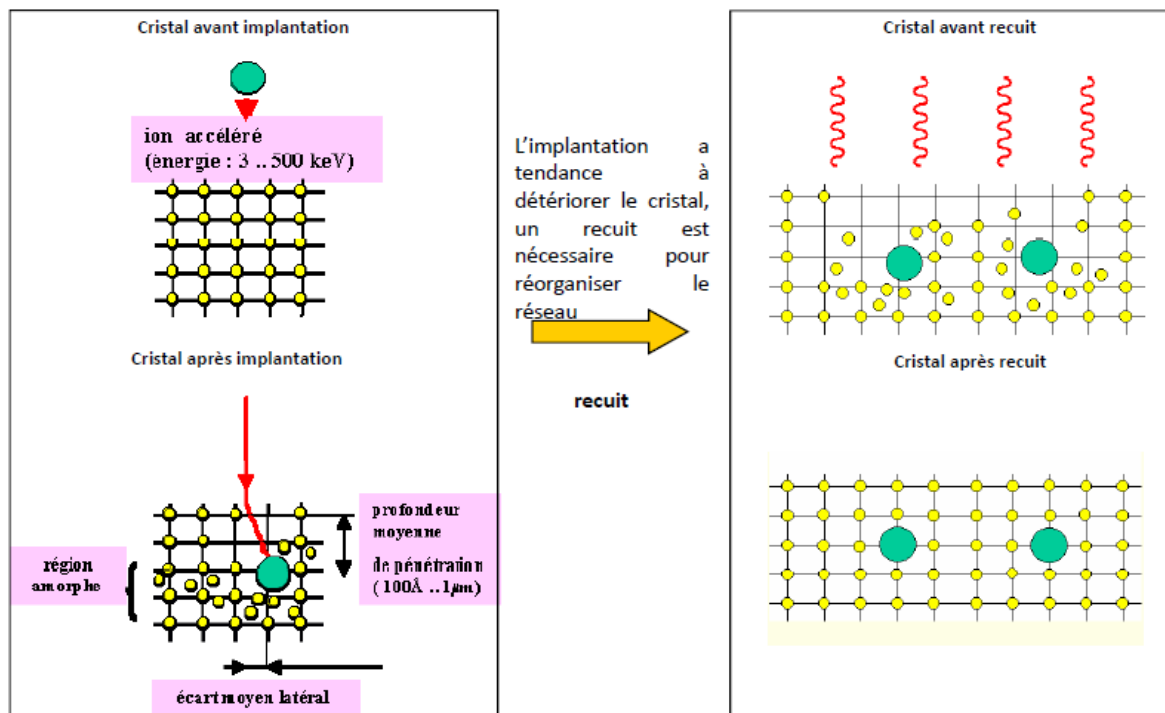 Cristal avant implantation
ion accéléré
(énergie : 3 .. 500 keV)
Cristal après implantation
profondeur
moyenne
de pénétration
(100Å ..1µm)
région
amorphe
écart moyen latéral
L’implantation a
tendance à
détériorer le cristal,
un recuit est
nécessaire pour
réorganiser le
réseau
recuit
Cristal avant recuit
Cristal après recuit